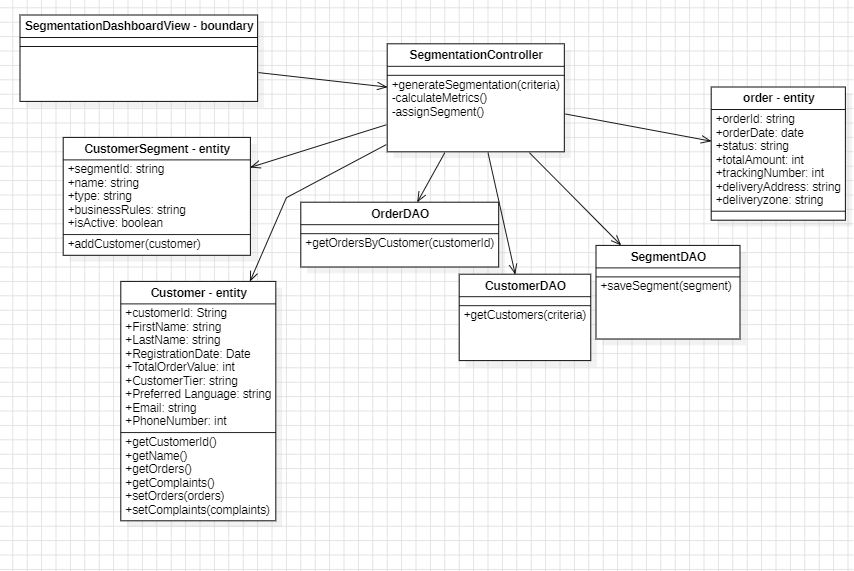 SegmentationDashboardView - boundary
SegmentationController
+generateSegmentation(criteria)
-calculateMetrics()
-assignSegment()
order - entity
+orderId: string
+orderDate: date
+status: string
+totalAmount: int
+trackingNumber: int
+deliveryAddress: string
+deliveryzone: string
CustomerSegment - entity
+segmentId: string
+name: string
+type: string
+businessRules: string
+isActive: boolean
+addCustomer(customer)
OrderDAO
+getOrdersByCustomer(customerId)
SegmentDAO
+saveSegment(segment)
CustomerDAO
+getCustomers(criteria)
Customer - entity
+customerId: String
+FirstName: string
+LastName: string
+RegistrationDate: Date
+TotalOrderValue: int
+CustomerTier: string
+Preferred Language: string
+Email: string
+PhoneNumber: int
+getCustomerId()
+getName()
+getOrders()
+getComplaints()
+setOrders(orders)
+setComplaints(complaints)